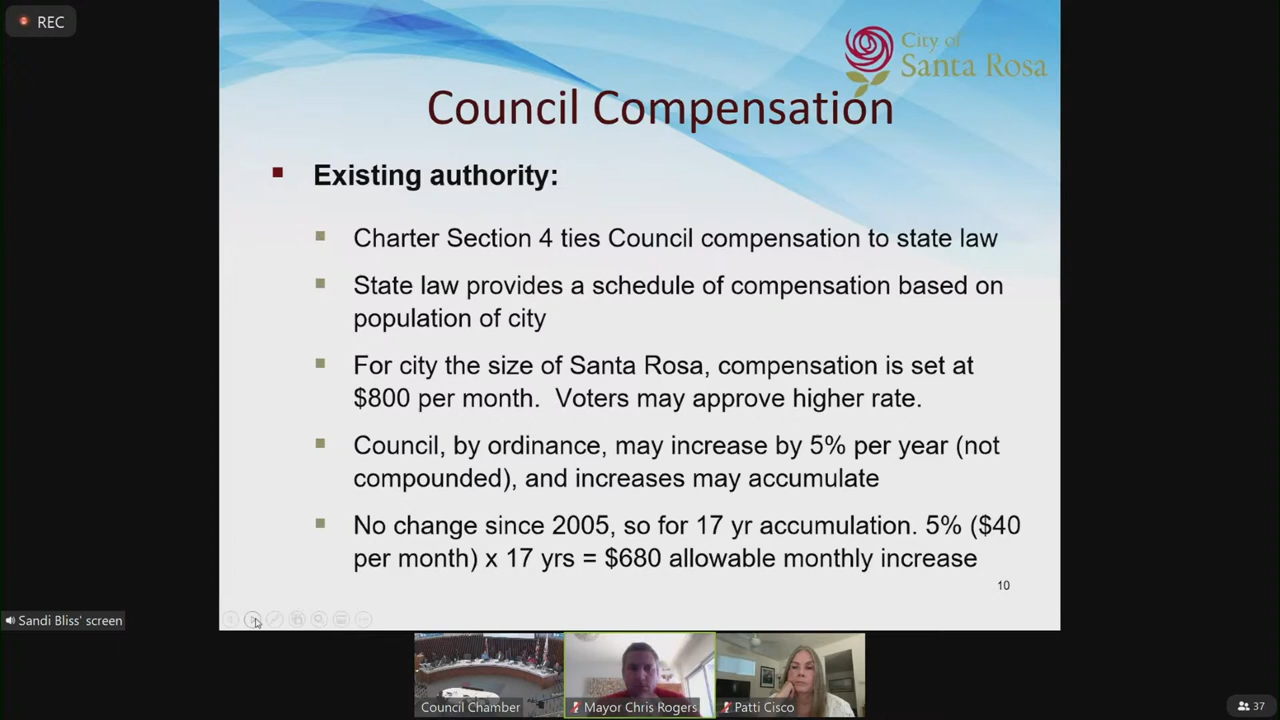 REC
City of
Santa Rosa
Council Compensation
Existing authority:
Charter Section 4 ties Council compensation to state law
State law provides a schedule of compensation based on
population of city
For city the size of Santa Rosa, compensation is set at
$800 per month.  Voters may approve higher rate.
Council, by ordinance, may increase by 5% per year (not
compounded), and increases may accumulate
No change since 2005, so for 17 yr accumulation. 5% ($40
per month) x 17 yrs = $680 allowable monthly increase
10
Sandi Bliss' screen
Council Chamber
Mayor Chris Rogers
Patti Cisco
37